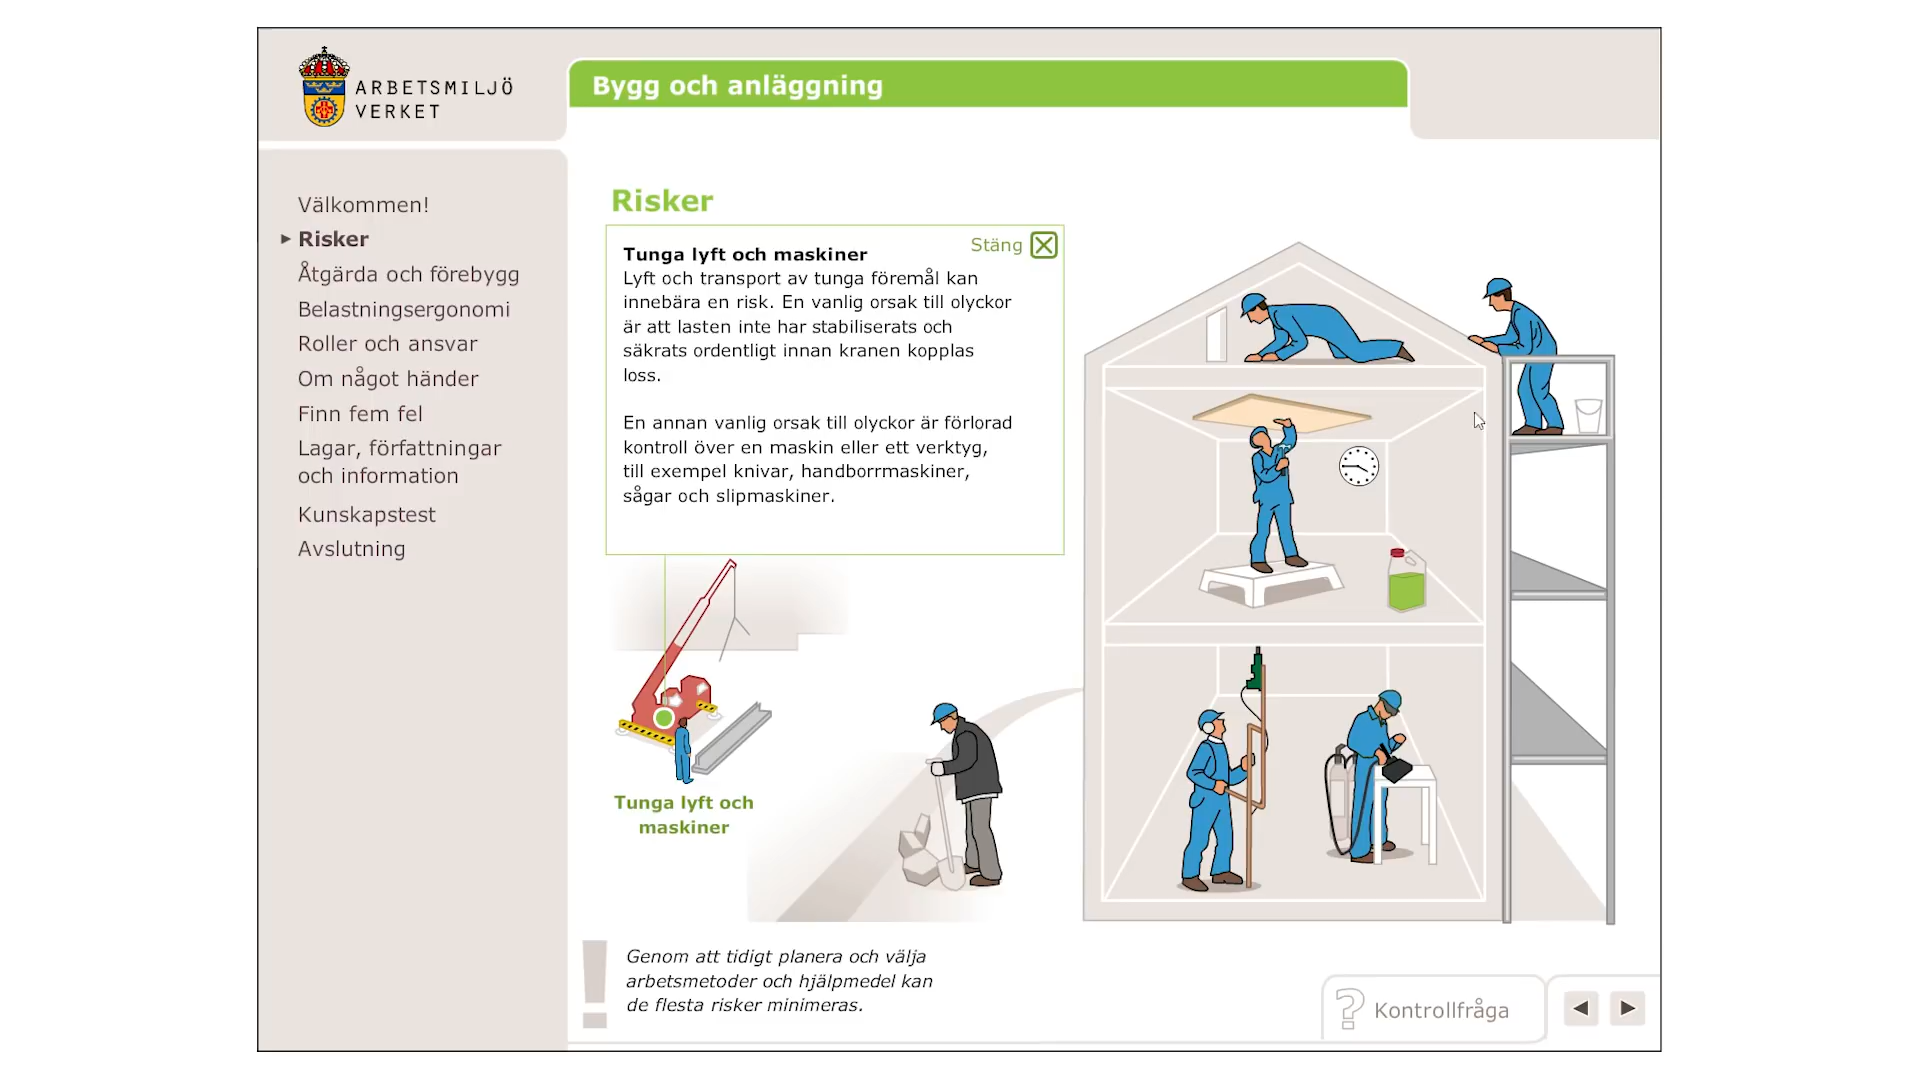 ARBETSMILJÖ
VERKET
Bygg och anläggning
Välkommen!
Risker
Åtgärda och förebygg
Belastningsergonomi
Roller och ansvar
Om något händer
Finn fem fel
Lagar, författningar
och information
Kunskapstest
Avslutning
Risker
Stäng
Tunga lyft och maskiner
Lyft och transport av tunga föremål kan
innebära en risk. En vanlig orsak till olyckor
är att lasten inte har stabiliserats och
säkrats ordentligt innan kranen kopplas
loss.
En annan vanlig orsak till olyckor är förlorad
kontroll över en maskin eller ett verktyg,
till exempel knivar, handborrmaskiner,
sågar och slipmaskiner.
Tunga lyft och
maskiner
! Genom att tidigt planera och välja
arbetsmetoder och hjälpmedel kan
de flesta risker minimeras.
? Kontrollfråga